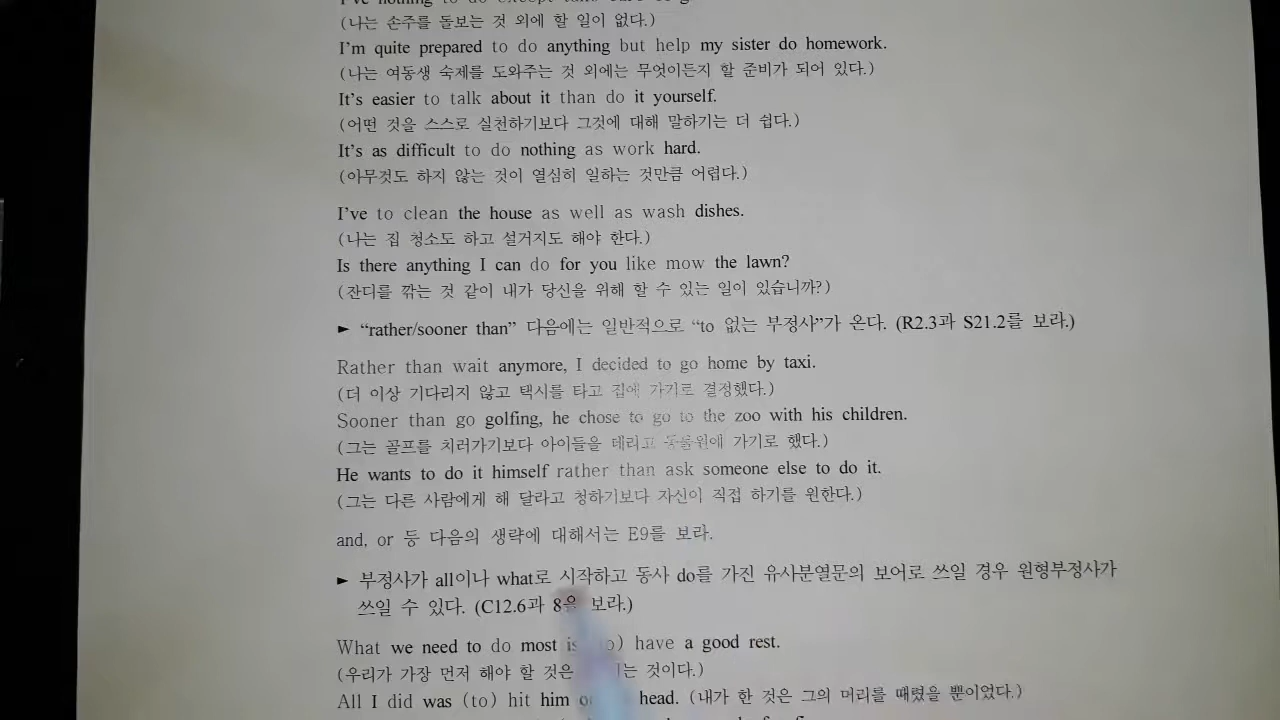 I've nothing to do except take care of
(나는 손주를 돌보는 것 외에 할 일이 없다.)
I'm quite prepared to do anything but help my sister do homework.
(나는 여동생 숙제를 도와주는 것 외에는 무엇이든지 할 준비가 되어 있다.)
It's easier to talk about it than do it yourself.
(어떤 것을 스스로 실천하기보다 그것에 대해 말하기는 더 쉽다.)
It's as difficult to do nothing as work hard.
(아무것도 하지 않는 것이 열심히 일하는 것만큼 어렵다.)
I've to clean the house as well as wash dishes.
(나는 집 청소도 하고 설거지도 해야 한다.)
Is there anything I can do for you like mow the lawn?
(잔디를 깎는 것 같이 내가 당신을 위해 할 수 있는 일이 있습니까?)
► “rather/sooner than” 다음에는 일반적으로 “to 없는 부정사”가 온다. (R2.3과 S21.2를 보라.)
Rather than wait anymore, I decided to go home by taxi.
(더 이상 기다리지 않고 택시를 타고 집에 가기로 결정했다.)
Sooner than go golfing, he chose to go to the zoo with his children.
(그는 골프를 치러가기보다 아이들을 데리고 동물원에 가기로 했다.)
He wants to do it himself rather than ask someone else to do it.
(그는 다른 사람에게 해 달라고 청하기보다 자신이 직접 하기를 원한다.)
and, or 등 다음의 생략에 대해서는 E9를 보라.
► 부정사가 all이나 what로 시작하고 동사 do를 가진 유사분열문의 보어로 쓰일 경우 원형부정사가
쓰일 수 있다. (C12.6과 8을 보라.)
What we need to do most is (to) have a good rest.
(우리가 가장 먼저 해야 할 것은 는 것이다.)
All I did was (to) hit him head. (내가 한 것은 그의 머리를 때렸을 뿐이었다.)